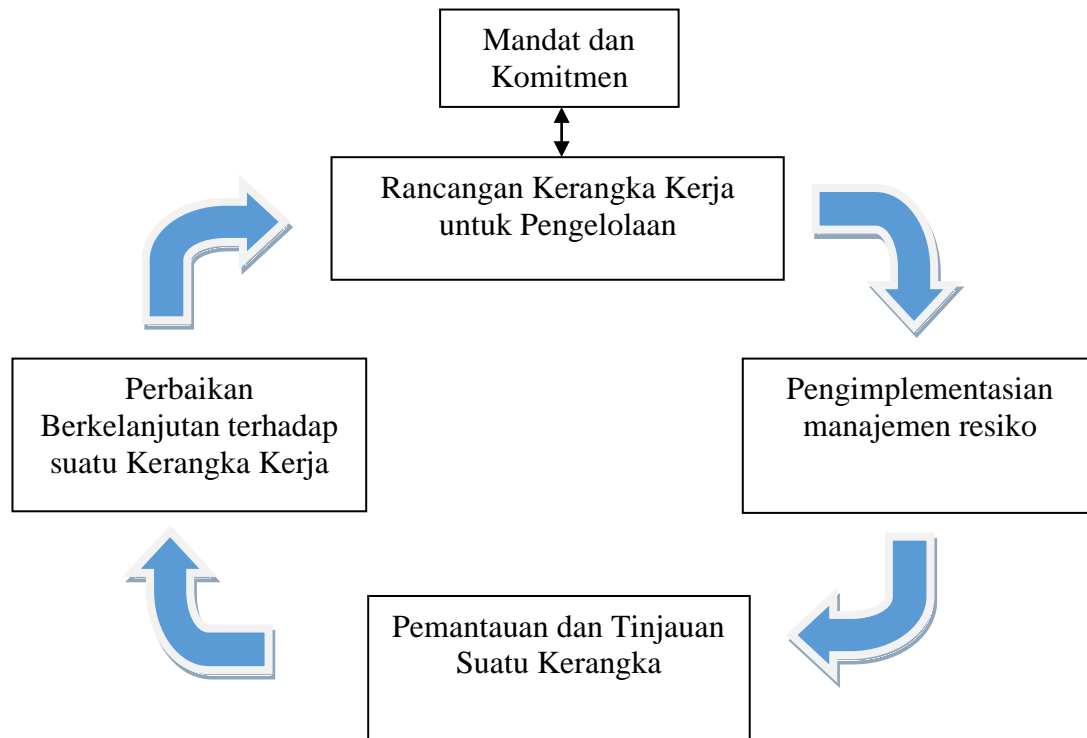 Mandat dan
Komitmen
Rancangan Kerangka Kerja
untuk Pengelolaan
Pengimplementasian
manajemen resiko
Pemantauan dan Tinjauan
Suatu Kerangka
Perbaikan
Berkelanjutan terhadap
suatu Kerangka Kerja